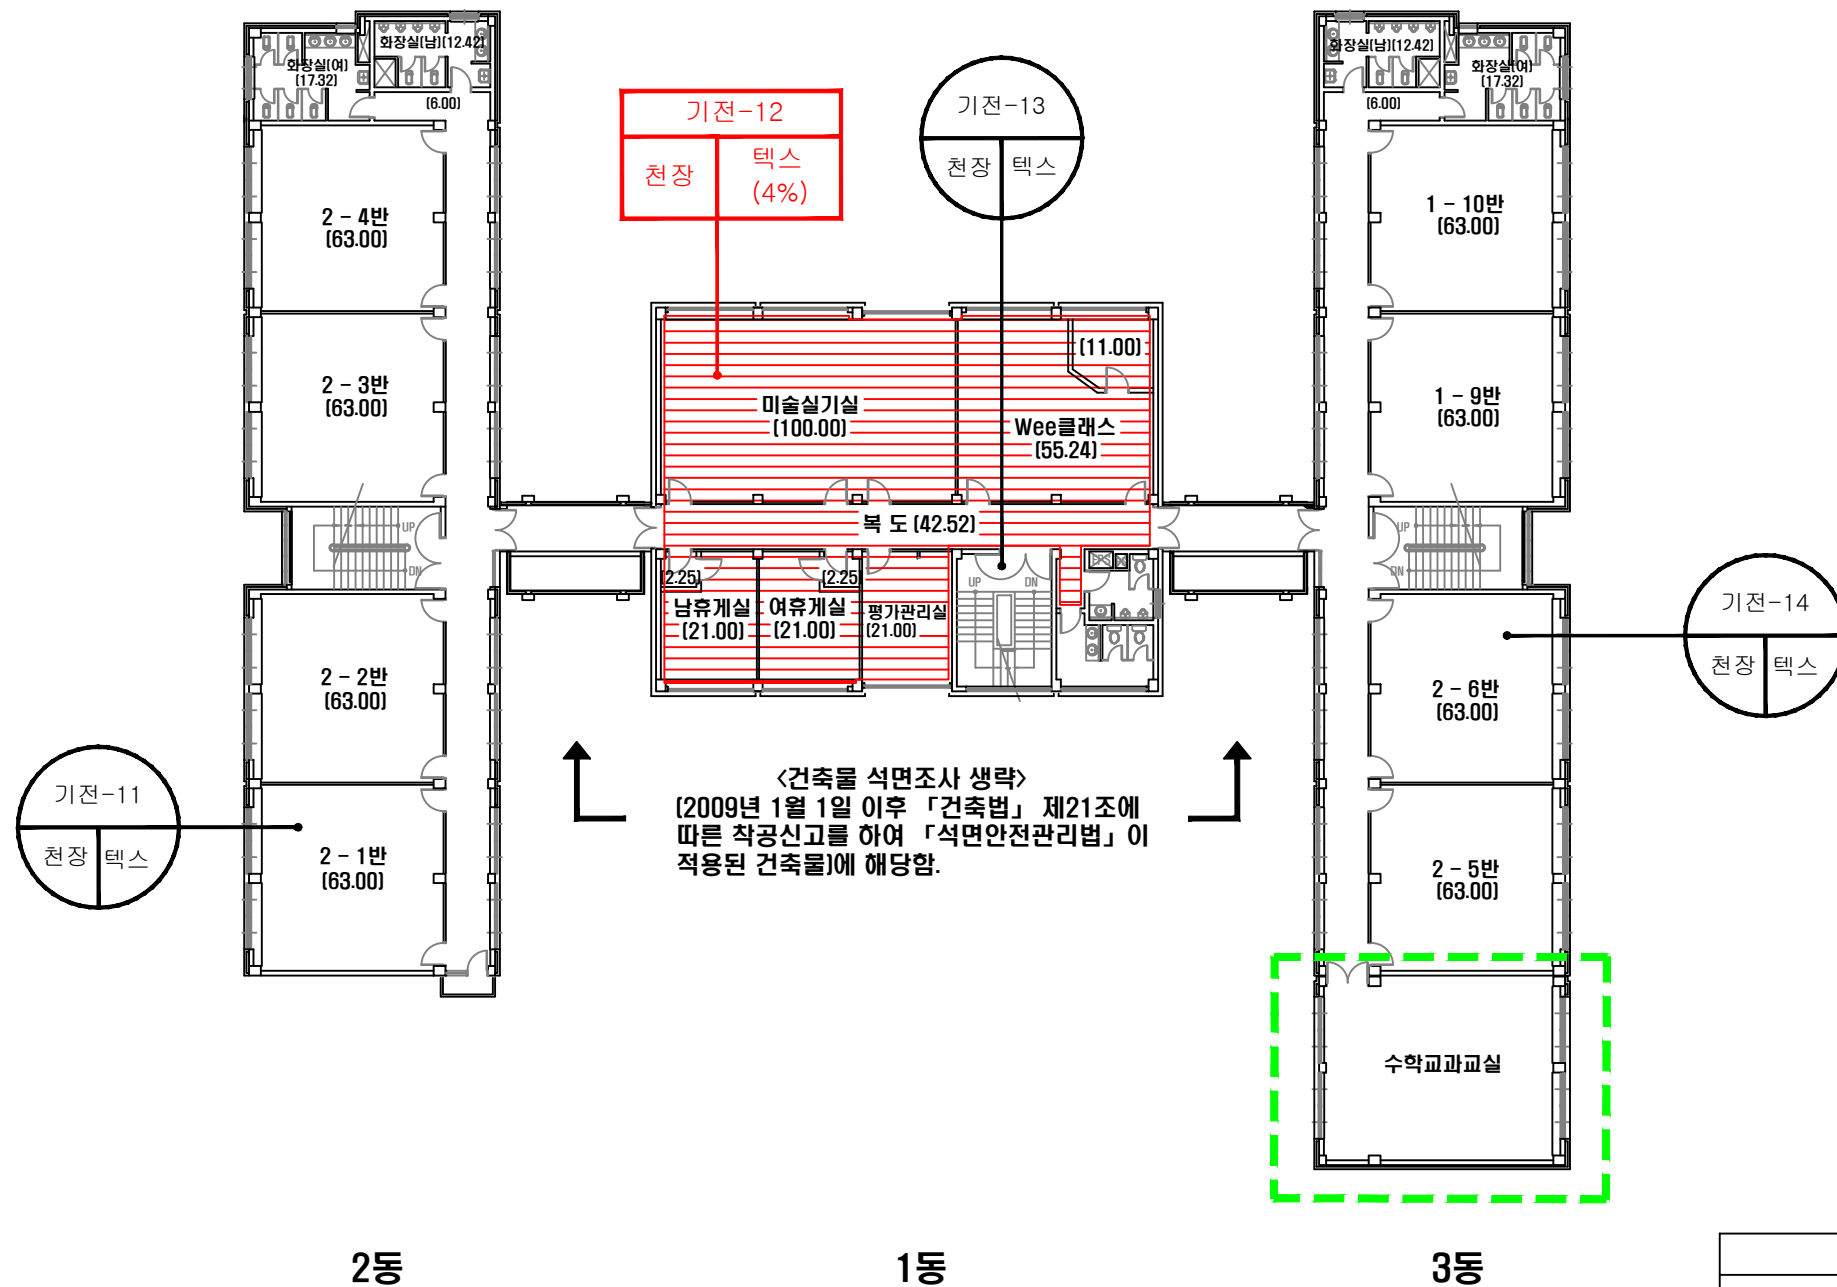 화장실(여)
(17.32)
화장실(남)(12.42)
(6.00)
2 - 4반
(63.00)
2 - 3반
(63.00)
UP
DN
2 - 2반
(63.00)
2 - 1반
(63.00)
기전-11
천장 텍스
기전-12
천장
텍스
(4%)
기전-13
천장 텍스
(11.00)
미술실기실
(100.00)
Wee클래스
(55.24)
복 도 (42.52)
(2.25)
(2.25)
남휴게실
(21.00)
여휴게실
(21.00)
평가관리실
(21.00)
UP
DN
EPS
<건축물 석면조사 생략>
(2009년 1월 1일 이후 「건축법」 제21조에
따른 착공신고를 하여 「석면안전관리법」이
적용된 건축물)에 해당함.
화장실(남)(12.42)
화장실(여)
(17.32)
(6.00)
1 - 10반
(63.00)
1 - 9반
(63.00)
UP
DN
기전-14
천장 텍스
2 - 6반
(63.00)
2 - 5반
(63.00)
수학교과교실
2동
1동
3동